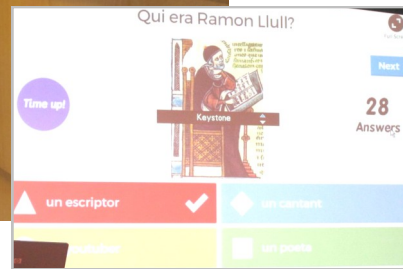 Qui era Ramon Llull?
Next
Time up!
Keystone
28
Answers
un escriptor
un cantant
un poeta